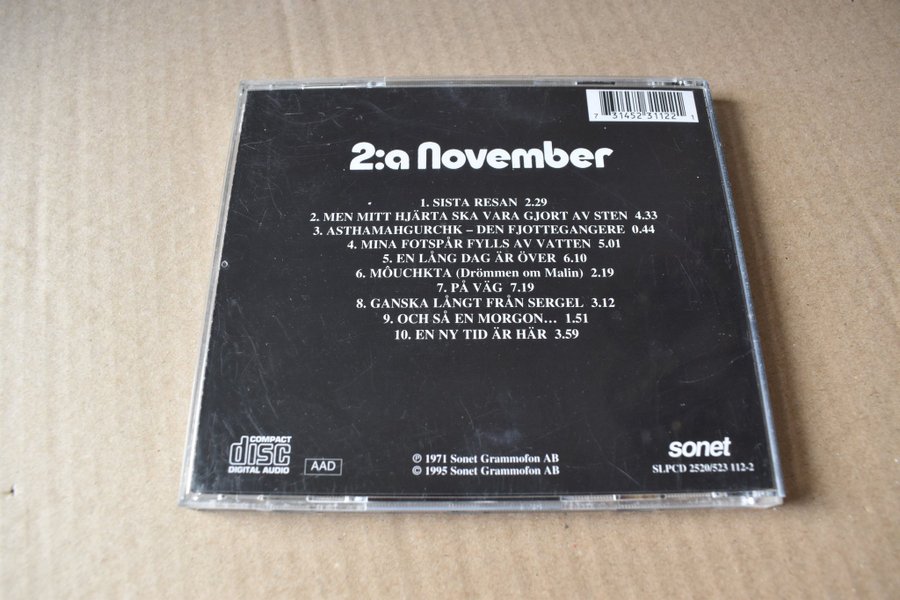 7 31452 31122 1
2:a November
1. SISTA RESAN 2.29
2. MEN MITT HJÄRTA SKA VARA GJORT AV STEN 4.33
3. ASTHAMAHGURCHK – DEN FJOTTEGANGERE 0.44
4. MINA FOTSPÅR FYLLS AV VATTEN 5.01
5. EN LÅNG DAG ÄR ÖVER 6.10
6. MÔUCHKTA (Drömmen om Malin) 2.19
7. PÅ VÄG 7.19
8. GANSKA LÅNGT FRÅN SERGEL 3.12
9. OCH SÅ EN MORGON... 1.51
10. EN NY TID ÄR HÄR 3.59
COMPACT
disc
DIGITAL AUDIO
AAD
℗ 1971 Sonet Grammofon AB
© 1995 Sonet Grammofon AB
sonet
SLPCD 2520/523 112-2